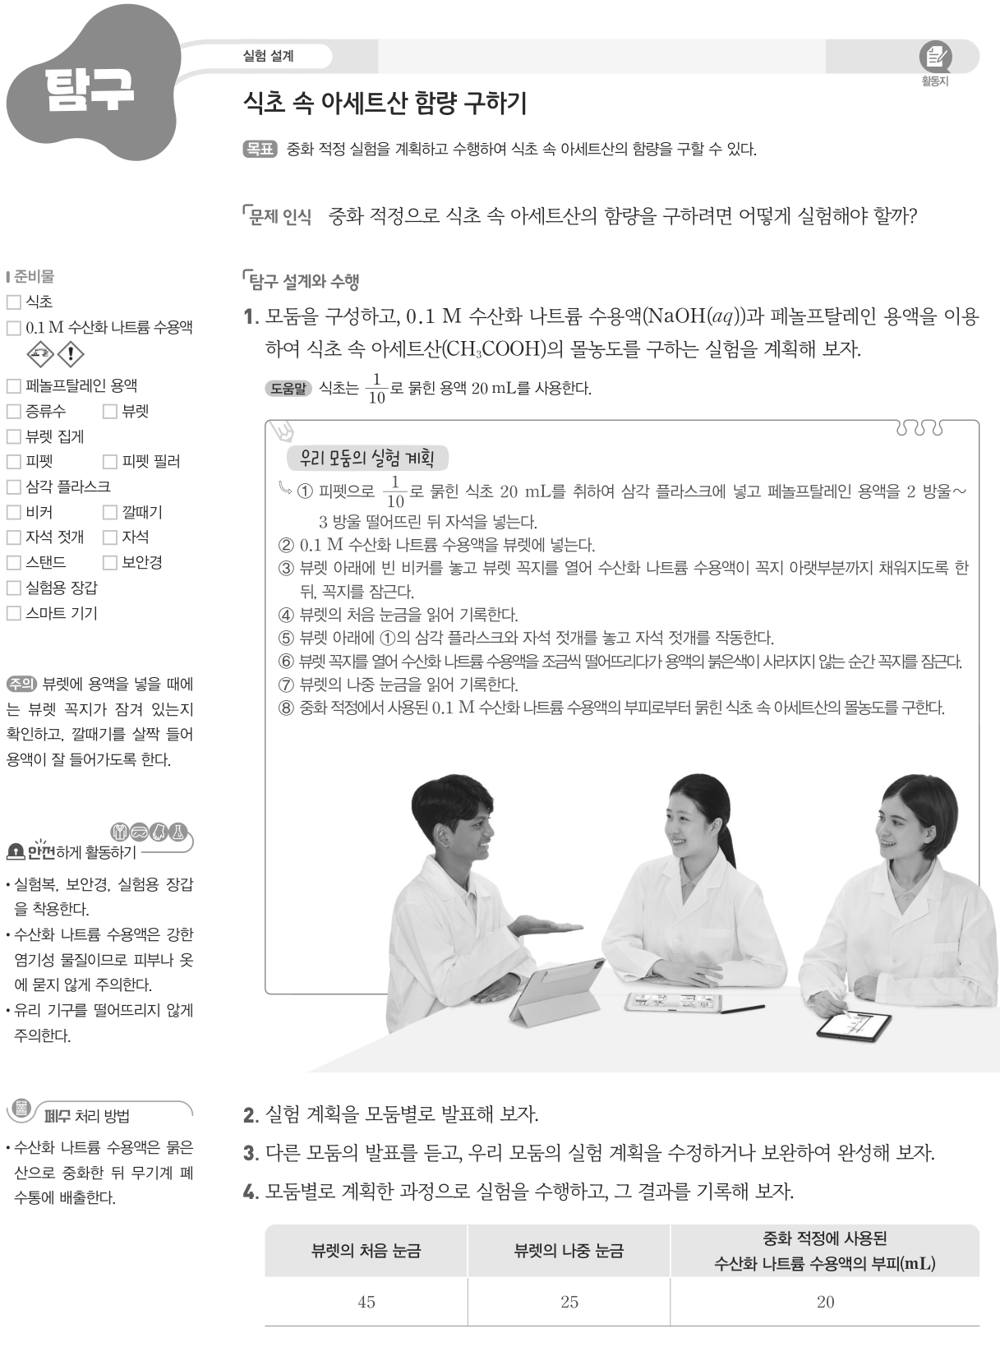 탐구
실험 설계
활동지
식초 속 아세트산 함량 구하기
목표 중화 적정 실험을 계획하고 수행하여 식초 속 아세트산의 함량을 구할 수 있다.
문제 인식 중화 적정으로 식초 속 아세트산의 함량을 구하려면 어떻게 실험해야 할까?
준비물
식초
0.1 M 수산화 나트륨 수용액
페놀프탈레인 용액
증류수 뷰렛
뷰렛 집게
피펫 피펫 필러
삼각 플라스크
비커 깔때기
자석 젓개 자석
스탠드 보안경
실험용 장갑
스마트 기기
주의 뷰렛에 용액을 넣을 때에
는 뷰렛 꼭지가 잠겨 있는지
확인하고, 깔때기를 살짝 들어
용액이 잘 들어가도록 한다.
안전하게 활동하기
• 실험복, 보안경, 실험용 장갑
을 착용한다.
• 수산화 나트륨 수용액은 강한
염기성 물질이므로 피부나 옷
에 묻지 않게 주의한다.
• 유리 기구를 떨어뜨리지 않게
주의한다.
폐수 처리 방법
• 수산화 나트륨 수용액은 묽은
산으로 중화한 뒤 무기계 폐
수통에 배출한다.
탐구 설계와 수행
1. 모둠을 구성하고, 0.1 M 수산화 나트륨 수용액(NaOH(aq))과 페놀프탈레인 용액을 이용
하여 식초 속 아세트산(CH₃COOH)의 몰농도를 구하는 실험을 계획해 보자.
도움말 식초는 1/10로 묽힌 용액 20 mL를 사용한다.
우리 모둠의 실험 계획
① 피펫으로 1/10로 묽힌 식초 20 mL를 취하여 삼각 플라스크에 넣고 페놀프탈레인 용액을 2 방울~
3 방울 떨어뜨린 뒤 자석을 넣는다.
② 0.1 M 수산화 나트륨 수용액을 뷰렛에 넣는다.
③ 뷰렛 아래에 빈 비커를 놓고 뷰렛 꼭지를 열어 수산화 나트륨 수용액이 꼭지 아랫부분까지 채워지도록 한
뒤, 꼭지를 잠근다.
④ 뷰렛의 처음 눈금을 읽어 기록한다.
⑤ 뷰렛 아래에 ①의 삼각 플라스크와 자석 젓개를 놓고 자석 젓개를 작동한다.
⑥ 뷰렛 꼭지를 열어 수산화 나트륨 수용액을 조금씩 떨어뜨리다가 용액의 붉은색이 사라지지 않는 순간 꼭지를 잠근다.
⑦ 뷰렛의 나중 눈금을 읽어 기록한다.
⑧ 중화 적정에서 사용된 0.1 M 수산화 나트륨 수용액의 부피로부터 묽힌 식초 속 아세트산의 몰농도를 구한다.
2. 실험 계획을 모둠별로 발표해 보자.
3. 다른 모둠의 발표를 듣고, 우리 모둠의 실험 계획을 수정하거나 보완하여 완성해 보자.
4. 모둠별로 계획한 과정으로 실험을 수행하고, 그 결과를 기록해 보자.
뷰렛의 처음 눈금 뷰렛의 나중 눈금 중화 적정에 사용된
수산화 나트륨 수용액의 부피(mL)
45 25 20